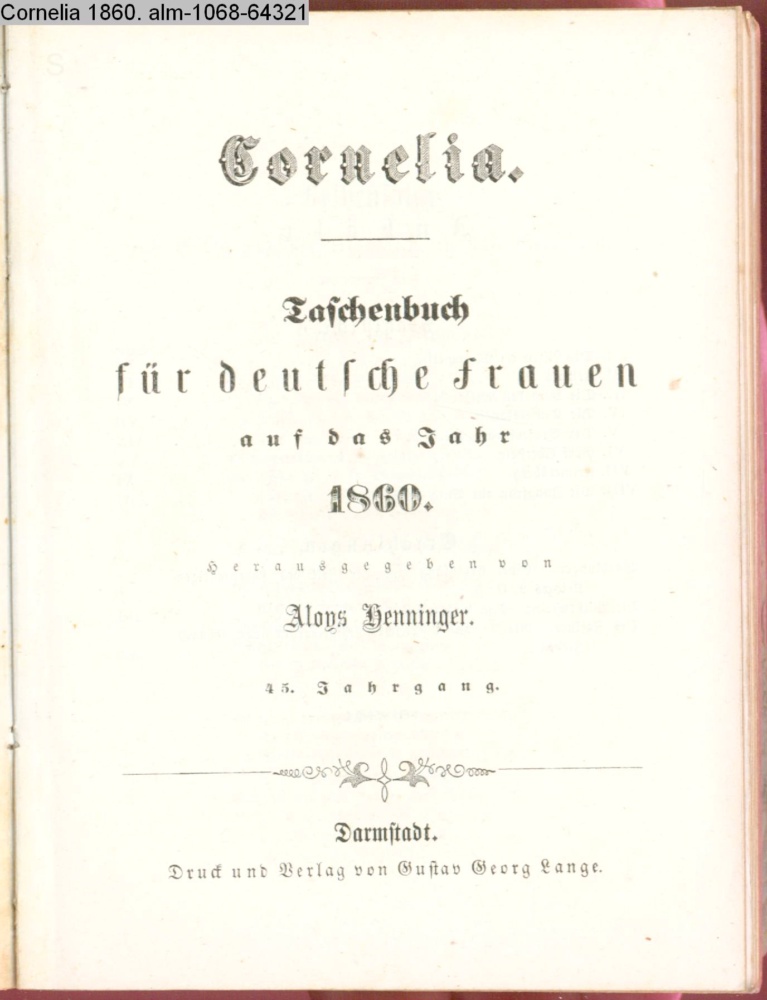 Cornelia 1860. alm-1068-64321
Cornelia.
Taschenbuch
für deutsche Frauen
auf das Jahr
1860.
Herausgegeben von
Aloys Henninger.
45. Jahrgang.
Darmstadt.
Druck und Verlag von Gustav Georg Lange.